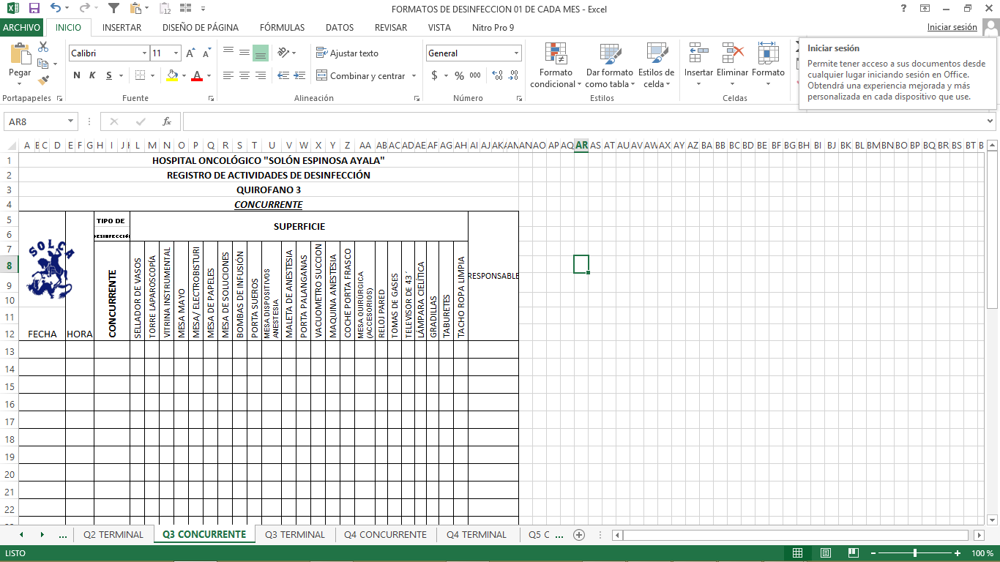 FORMATOS DE DESINFECCION 01 DE CADA MES - Excel
ARCHIVO INICIO INSERTAR DISEÑO DE PÁGINA FÓRMULAS DATOS REVISAR VISTA Nitro Pro 9 Iniciar sesión
Iniciar sesión
Permite tener acceso a sus documentos desde
cualquier lugar iniciando sesión en Office.
Obtendrá una experiencia mejorada y más
personalizada en cada dispositivo que use.
Pegar
Calibri 11
N K S
Ajustar texto
Combinar y centrar
General
$ % 000
Formato condicional
Dar formato como tabla
Estilos de celda
Insertar Eliminar Formato
Portapapeles Fuente Alineación Número Estilos Celdas
AR8 fx
A B C D E F G H I J K L M N O P Q R S T U V W X Y Z AA AB AC AD AE AF AG AH AI AJ AK AM AN AO AP AQ AR AS AT AU AV AW AX AY AZ BA BB BC BD BE BF BG BH BI BJ BK BL BM BN BO BP BQ BR BS BT B
1 HOSPITAL ONCOLÓGICO "SOLÓN ESPINOSA AYALA"
2 REGISTRO DE ACTIVIDADES DE DESINFECCIÓN
3 QUIROFANO 3
4 CONCURRENTE
5 TIPO DE
6 DESINFECCIÓN
SUPERFICIE
7
8
9
10
11
12
SOLCA
FECHA
HORA
CONCURRENTE
SELLADOR DE VASOS
TORRE LAPAROSCOPÍA
VITRINA INSTRUMENTAL
MESA MAYO
MESA/ ELECTROBISTURI
MESA DE PAPELES
MESA DE SOLUCIONES
BOMBAS DE INFUSIÓN
PORTA SUEROS
MESA DISPOSITIVOS
ANESTESIA
MALETA DE ANESTESIA
PORTA PALANGANAS
VACUOMETRO SUCCION
MAQUINA ANESTESIA
COCHE PORTA FRASCO
MESA QUIRÚRGICA
(ACCESORIOS)
RELOJ PARED
TOMAS DE GASES
TELEVISOR DE 43´
LÁMPARA CIELÍTICA
GRADILLAS
TABURETES
TACHO ROPA LIMPIA
RESPONSABLE
13
14
15
16
17
18
19
20
21
22
... Q2 TERMINAL Q3 CONCURRENTE Q3 TERMINAL Q4 CONCURRENTE Q4 TERMINAL Q5 C ...
LISTO 100 %